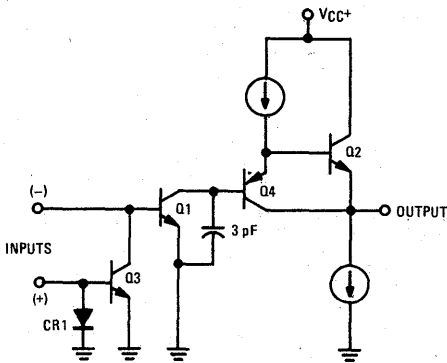 VCC+
Q2
Q4
(-)
Q1
3 pF
OUTPUT
INPUTS
(+)
Q3
CR1